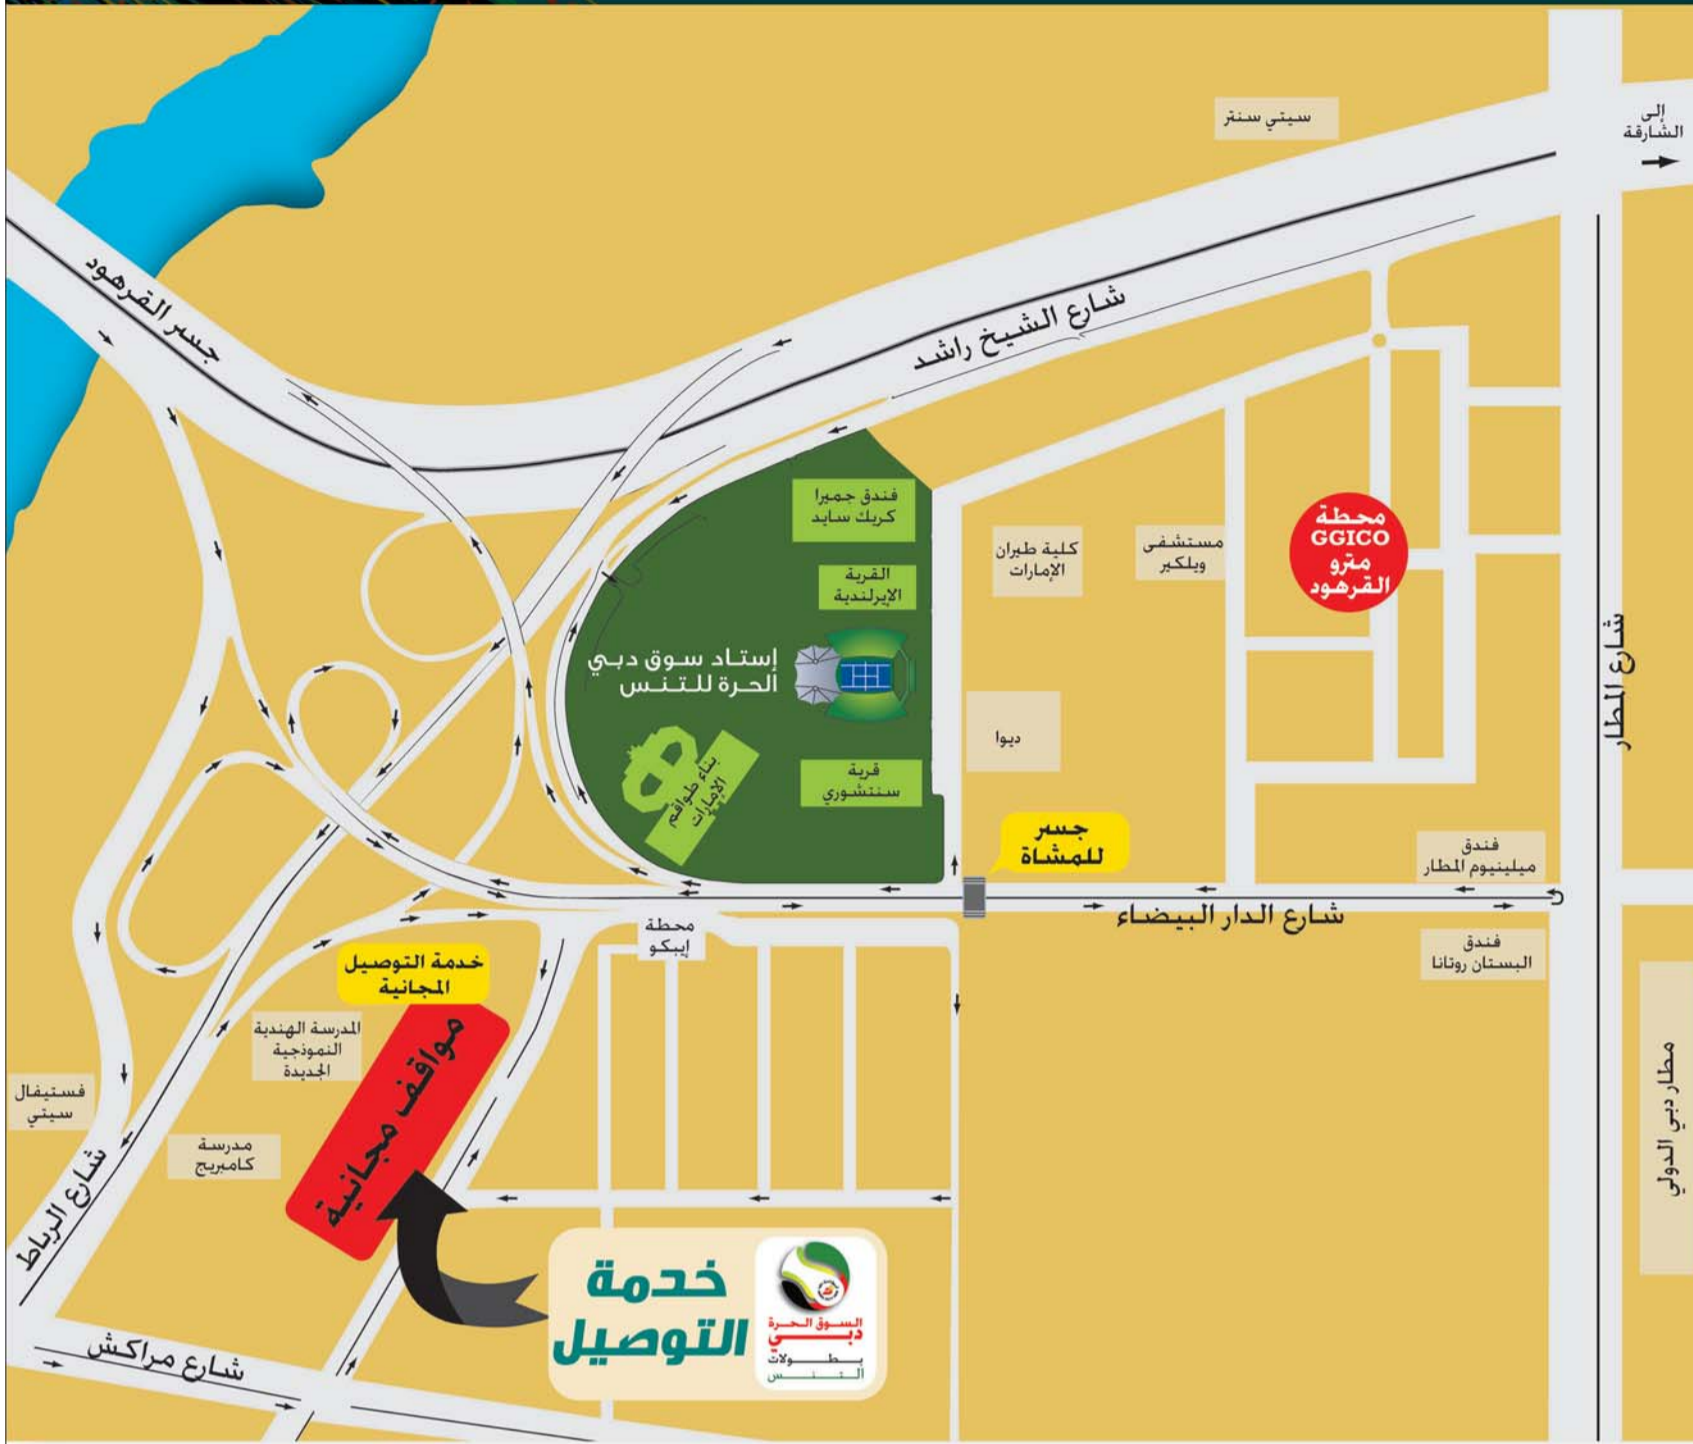 سيتي سنتر
إلى
الشارقة
جسر القرهود
شارع الشيخ راشد
فندق جميرا
كريك سايد
القرية
الإيرلندية
إستاد سوق دبي
الحرة للتنس
بناء طواقم
الإمارات
قرية
سنتشوري
كلية طيران
الإمارات
مستشفى
ويلكير
محطة
GGICO
مترو
القرهود
ديوا
شارع المطار
جسر
للمشاة
فندق
ميلينيوم المطار
شارع الدار البيضاء
فندق
البستان روتانا
محطة
إيبكو
خدمة التوصيل
المجانية
مواقف مجانية
المدرسة الهندية
النموذجية
الجديدة
فستيفال
سيتي
مدرسة
كامبريج
شارع الرباط
شارع مراكش
مطار دبي الدولي
خدمة
التوصيل
السوق الحرة
دبي
بطولات
التنس